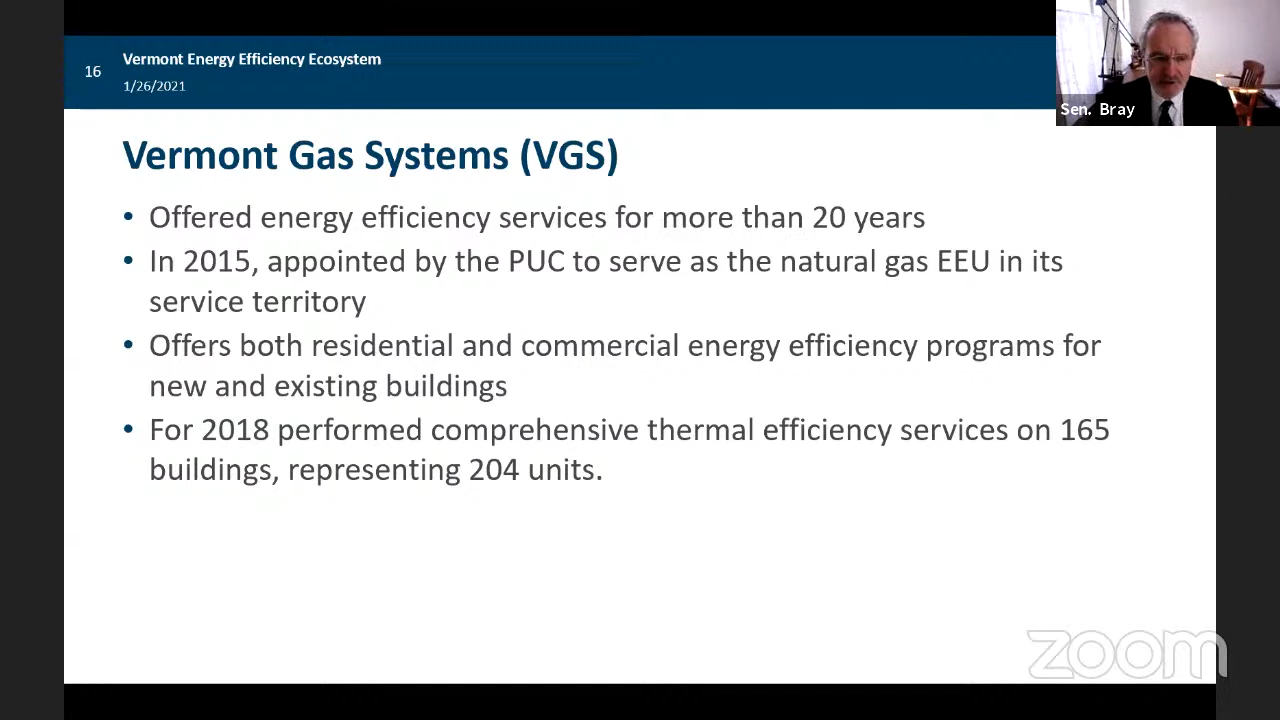 16
Vermont Energy Efficiency Ecosystem
1/26/2021
Sen. Bray
Vermont Gas Systems (VGS)
• Offered energy efficiency services for more than 20 years
• In 2015, appointed by the PUC to serve as the natural gas EEU in its
service territory
• Offers both residential and commercial energy efficiency programs for
new and existing buildings
• For 2018 performed comprehensive thermal efficiency services on 165
buildings, representing 204 units.
zoom